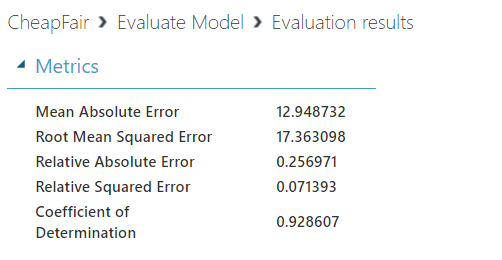 CheapFair > Evaluate Model > Evaluation results
Metrics
Mean Absolute Error 12.948732
Root Mean Squared Error 17.363098
Relative Absolute Error 0.256971
Relative Squared Error 0.071393
Coefficient of
Determination 0.928607